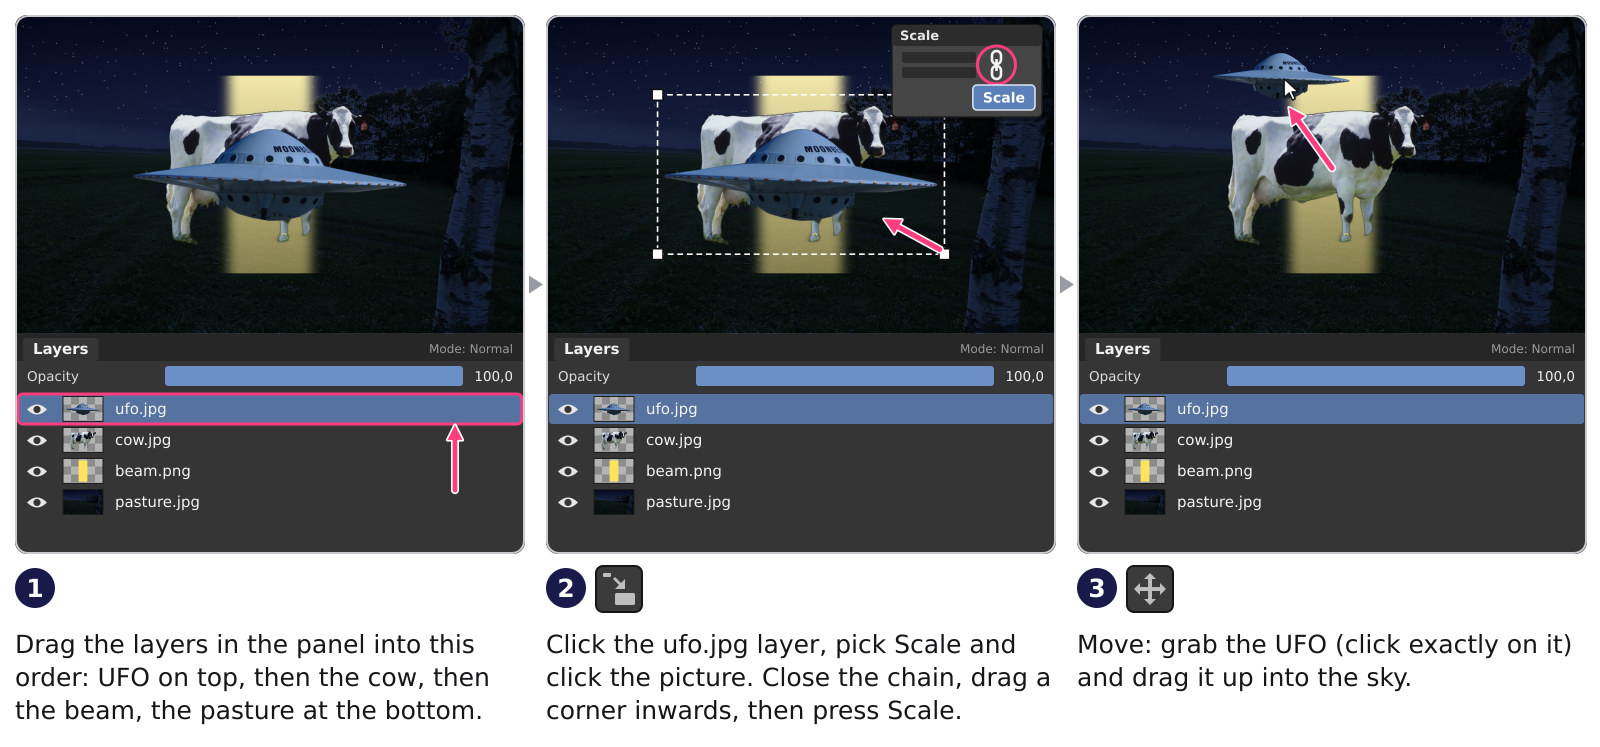 MOONB
Layers
Mode: Normal
Opacity
100,0
ufo.jpg
cow.jpg
beam.png
pasture.jpg
1
Drag the layers in the panel into this
order: UFO on top, then the cow, then
the beam, the pasture at the bottom.
Scale
Scale
Layers
Mode: Normal
Opacity
100,0
ufo.jpg
cow.jpg
beam.png
pasture.jpg
2
Click the ufo.jpg layer, pick Scale and
click the picture. Close the chain, drag a
corner inwards, then press Scale.
Layers
Mode: Normal
Opacity
100,0
ufo.jpg
cow.jpg
beam.png
pasture.jpg
3
Move: grab the UFO (click exactly on it)
and drag it up into the sky.